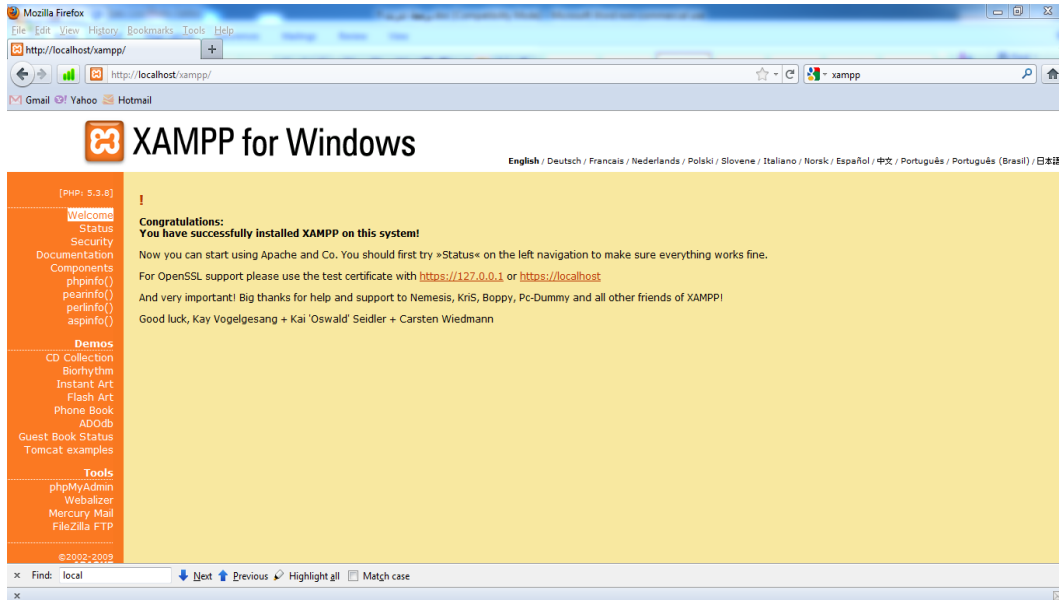 Mozilla Firefox
File Edit View History Bookmarks Tools Help
http://localhost/xampp/ +
http://localhost/xampp/ xampp
Gmail Yahoo Hotmail
XAMPP for Windows
English / Deutsch / Francais / Nederlands / Polski / Slovene / Italiano / Norsk / Español / 中文 / Português / Português (Brasil) / 日本語
[PHP: 5.3.8]
Welcome
Status
Security
Documentation
Components
phpinfo()
pearinfo()
perlinfo()
aspinfo()
Demos
CD Collection
Biorhythm
Instant Art
Flash Art
Phone Book
ADOdb
Guest Book Status
Tomcat examples
Tools
phpMyAdmin
Webalizer
Mercury Mail
FileZilla FTP
©2002-2009
!
Congratulations:
You have successfully installed XAMPP on this system!
Now you can start using Apache and Co. You should first try »Status« on the left navigation to make sure everything works fine.
For OpenSSL support please use the test certificate with https://127.0.0.1 or https://localhost
And very important! Big thanks for help and support to Nemesis, KriS, Boppy, Pc-Dummy and all other friends of XAMPP!
Good luck, Kay Vogelgesang + Kai 'Oswald' Seidler + Carsten Wiedmann
× Find: local Next Previous Highlight all Match case
×